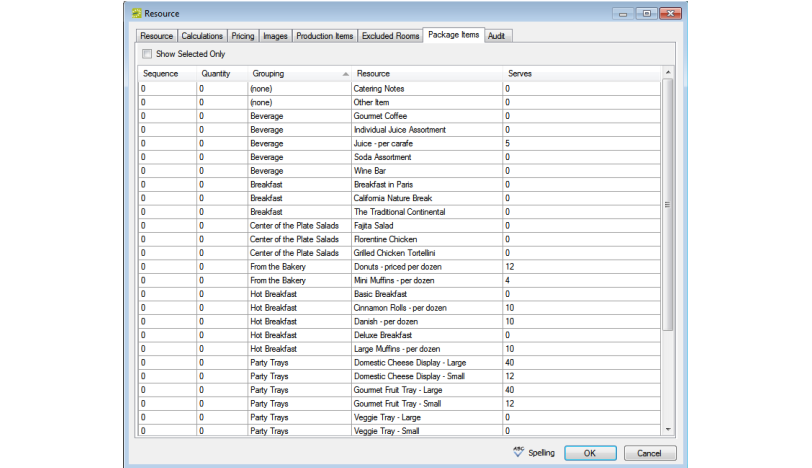 Resource
Resource Calculations Pricing Images Production Items Excluded Rooms Package Items Audit
Show Selected Only
Sequence Quantity Grouping Resource Serves
0 0 (none) Catering Notes 0
0 0 (none) Other Item 0
0 0 Beverage Gourmet Coffee 0
0 0 Beverage Individual Juice Assortment 0
0 0 Beverage Juice - per carafe 5
0 0 Beverage Soda Assortment 0
0 0 Beverage Wine Bar 0
0 0 Breakfast Breakfast in Paris 0
0 0 Breakfast California Nature Break 0
0 0 Breakfast The Traditional Continental 0
0 0 Center of the Plate Salads Fajita Salad 0
0 0 Center of the Plate Salads Florentine Chicken 0
0 0 Center of the Plate Salads Grilled Chicken Tortellini 0
0 0 From the Bakery Donuts - priced per dozen 12
0 0 From the Bakery Mini Muffins - per dozen 4
0 0 Hot Breakfast Basic Breakfast 0
0 0 Hot Breakfast Cinnamon Rolls - per dozen 10
0 0 Hot Breakfast Danish - per dozen 10
0 0 Hot Breakfast Deluxe Breakfast 0
0 0 Hot Breakfast Large Muffins - per dozen 10
0 0 Party Trays Domestic Cheese Display - Large 40
0 0 Party Trays Domestic Cheese Display - Small 12
0 0 Party Trays Gourmet Fruit Tray - Large 40
0 0 Party Trays Gourmet Fruit Tray - Small 12
0 0 Party Trays Veggie Tray - Large 0
0 0 Party Trays Veggie Tray - Small 0
ABC Spelling OK Cancel